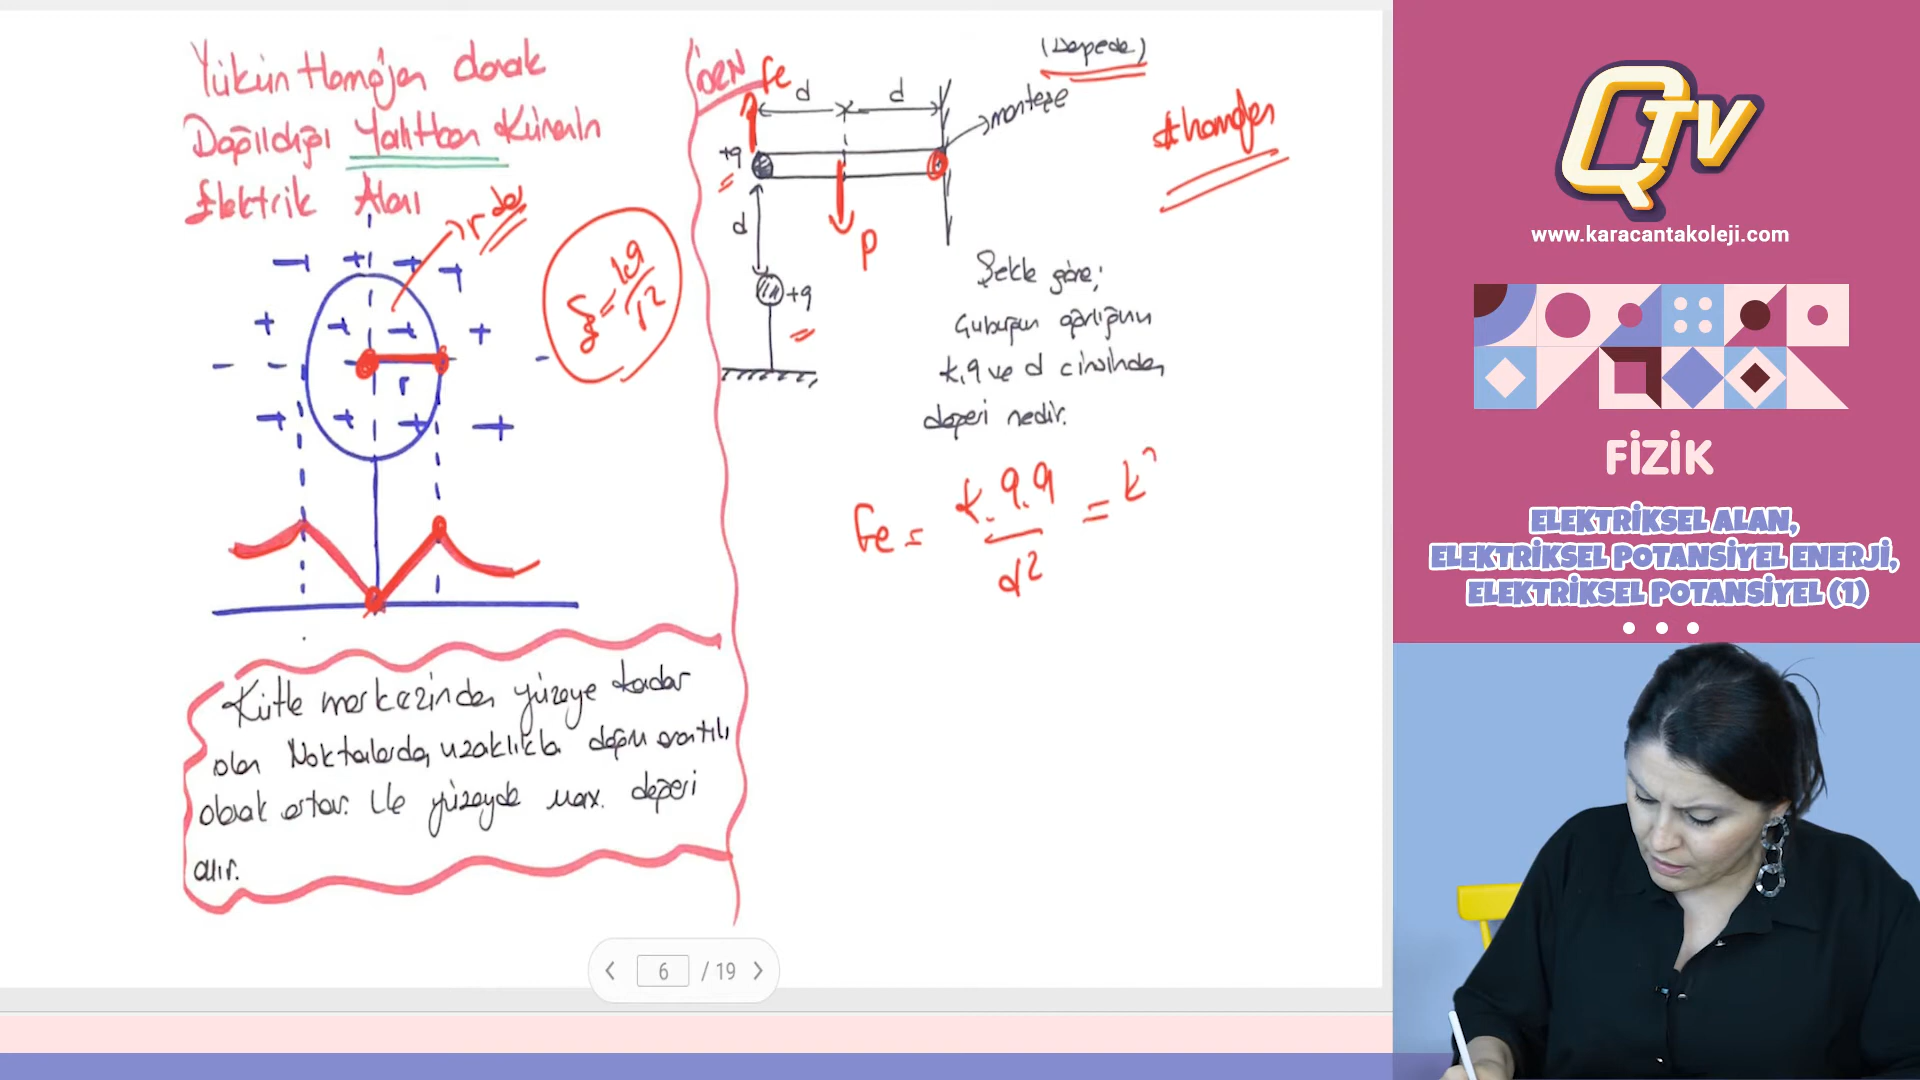 Yükün Homojen olarak
Dağıldığı Yalıtkan Kürenin
Elektrik Alanı
r
E = kq/r²
r
Kütle merkezinden yüzeye kadar
olan Noktalarda, uzaklıkla doğru orantılı
olarak artar. Ve yüzeyde max. değeri
alır.
ÖRN
Fe
d
d
(Dengede)
menteşe
#homojen
+q
d
P
+q
Şekle göre;
Çubuğun ağırlığının
k, q ve d cinsinden
değeri nedir.
Fe = k.q.q/d² = k
6 / 19
QTV
www.karacantakoleji.com
FİZİK
ELEKTRİKSEL ALAN,
ELEKTRİKSEL POTANSİYEL ENERJİ,
ELEKTRİKSEL POTANSİYEL (1)